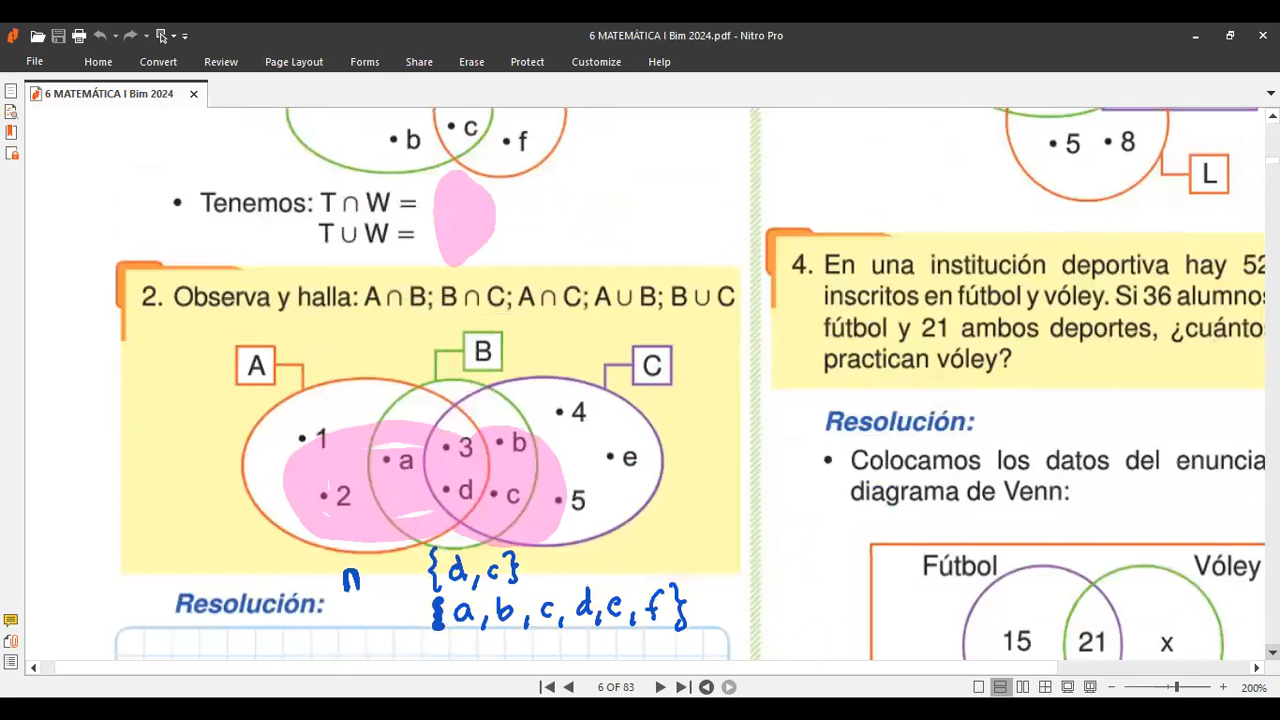 6 MATEMÁTICA I Bim 2024.pdf - Nitro Pro
File Home Convert Review Page Layout Forms Share Erase Protect Customize Help
6 MATEMÁTICA I Bim 2024
• b • c • f
• Tenemos: T ∩ W =
T ∪ W =
2. Observa y halla: A ∩ B; B ∩ C; A ∩ C; A ∪ B; B ∪ C
A B C
• 1 • 2 • a • 3 • d • b • c • 4 • e • 5
n
{d, c}
{a, b, c, d, e, f}
Resolución:
• 5 • 8
L
4. En una institución deportiva hay 52
inscritos en fútbol y vóley. Si 36 alumnos
fútbol y 21 ambos deportes, ¿cuántos
practican vóley?
Resolución:
• Colocamos los datos del enuncia
diagrama de Venn:
Fútbol Vóley
15 21 x
6 OF 83
200%